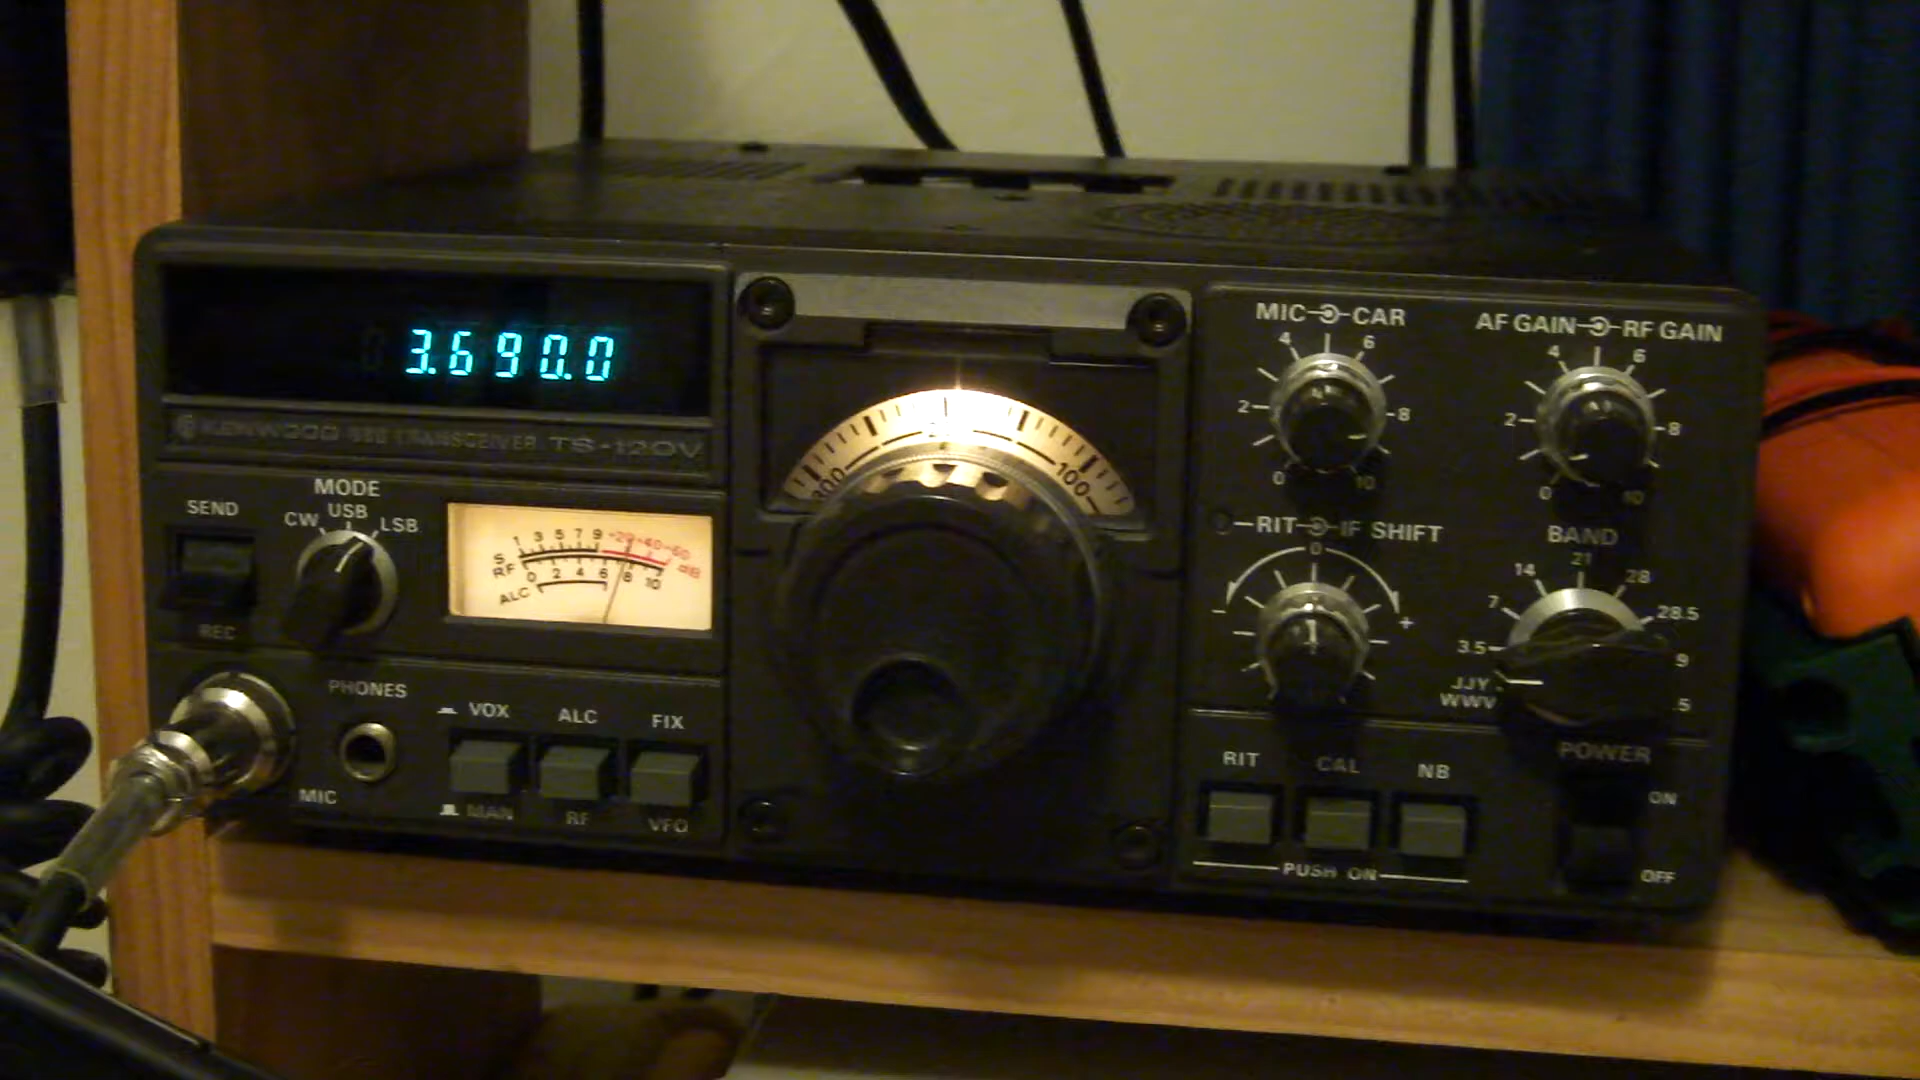 3.690.0
KENWOOD SSB TRANSCEIVER TS-120V
SEND
REC
MODE
CW USB LSB
S 1 3 5 7 9 +20 +40 +60 dB
RF 0 2 4 6 8 10
ALC
PHONES
MIC
VOX ALC FIX
MAN RF VFO
100
MIC CAR
0 2 4 6 8 10
AF GAIN RF GAIN
0 2 4 6 8 10
RIT IF SHIFT
- 0 +
BAND
JJY WWV 3.5 7 14 21 28 28.5
RIT CAL NB
PUSH ON
POWER
ON
OFF